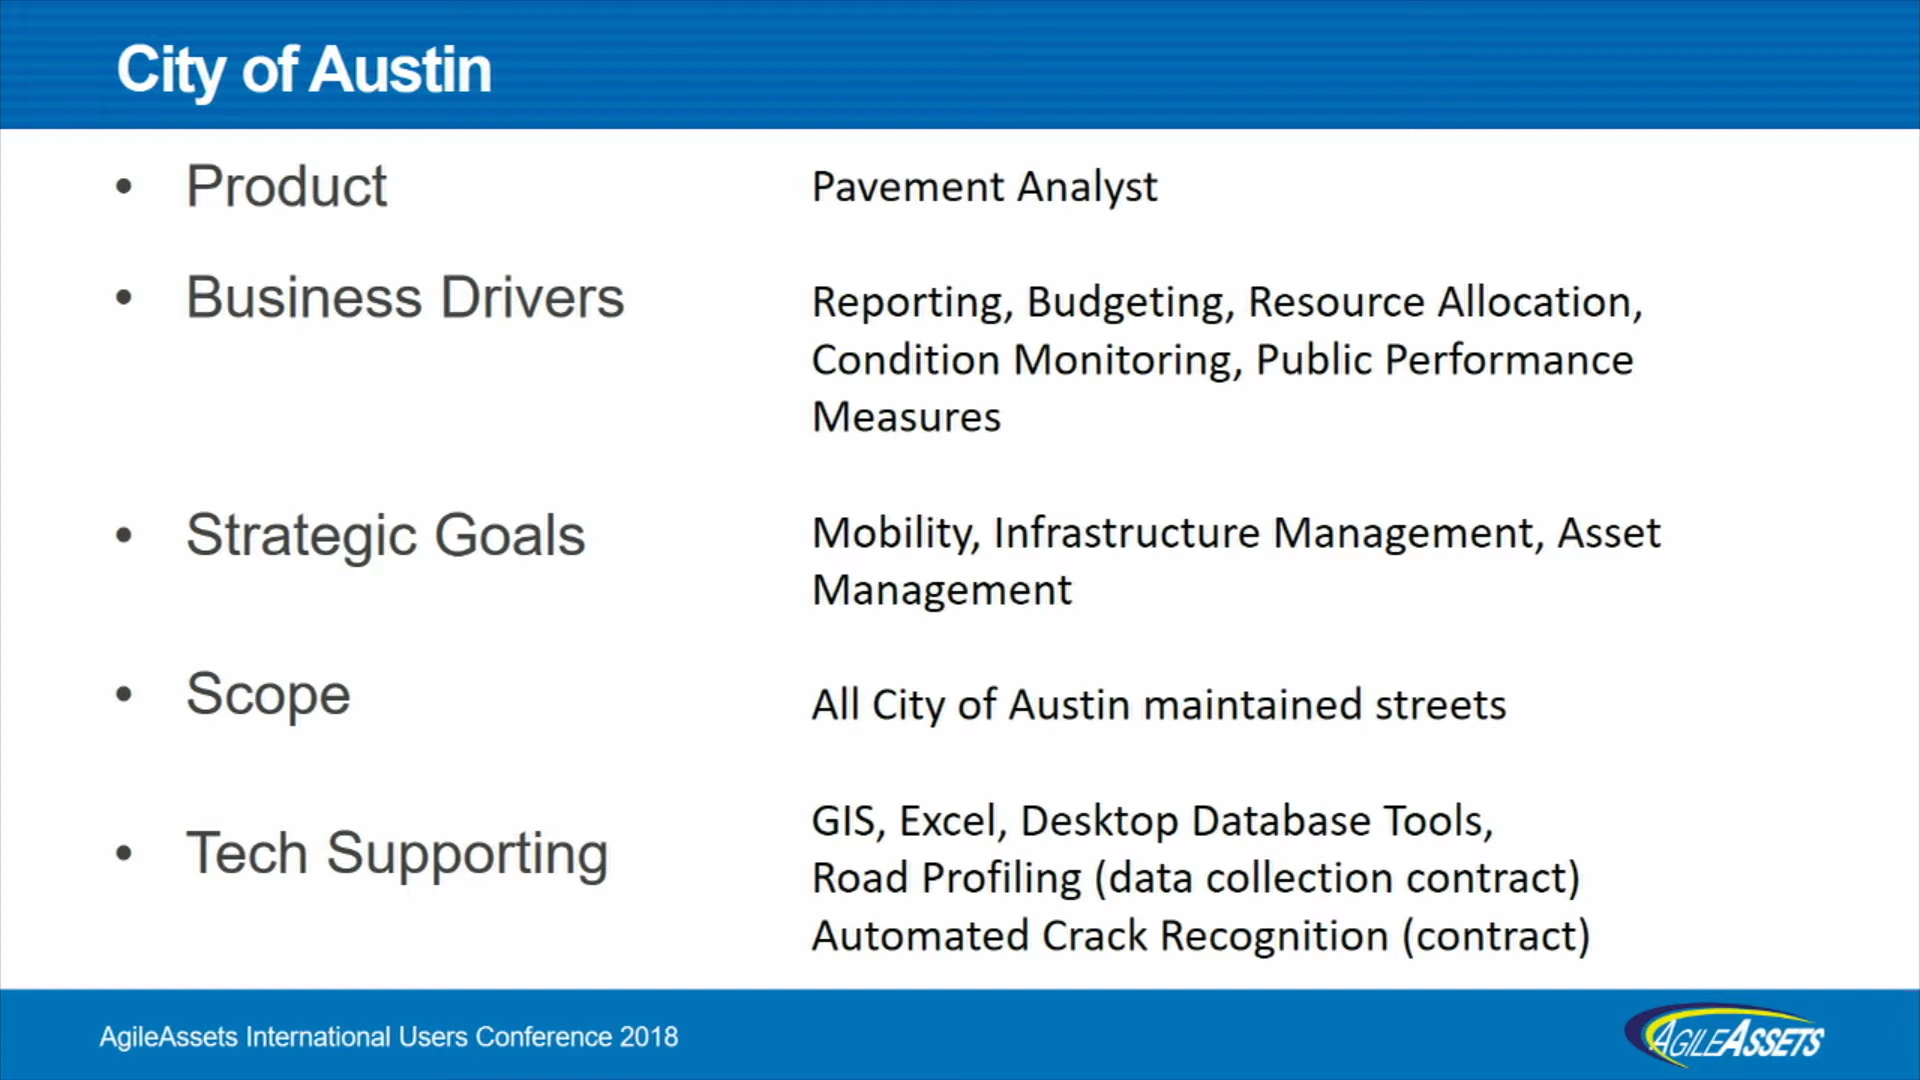 City of Austin
• Product
Pavement Analyst
• Business Drivers
Reporting, Budgeting, Resource Allocation,
Condition Monitoring, Public Performance
Measures
• Strategic Goals
Mobility, Infrastructure Management, Asset
Management
• Scope
All City of Austin maintained streets
• Tech Supporting
GIS, Excel, Desktop Database Tools,
Road Profiling (data collection contract)
Automated Crack Recognition (contract)
AgileAssets International Users Conference 2018
AGILEASSETS